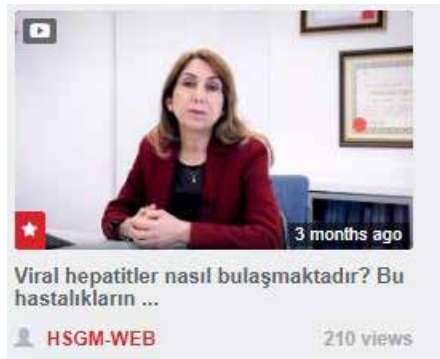 3 months ago
Viral hepatitler nasıl bulaşmaktadır? Bu
hastalıkların ...
HSGM-WEB
210 views